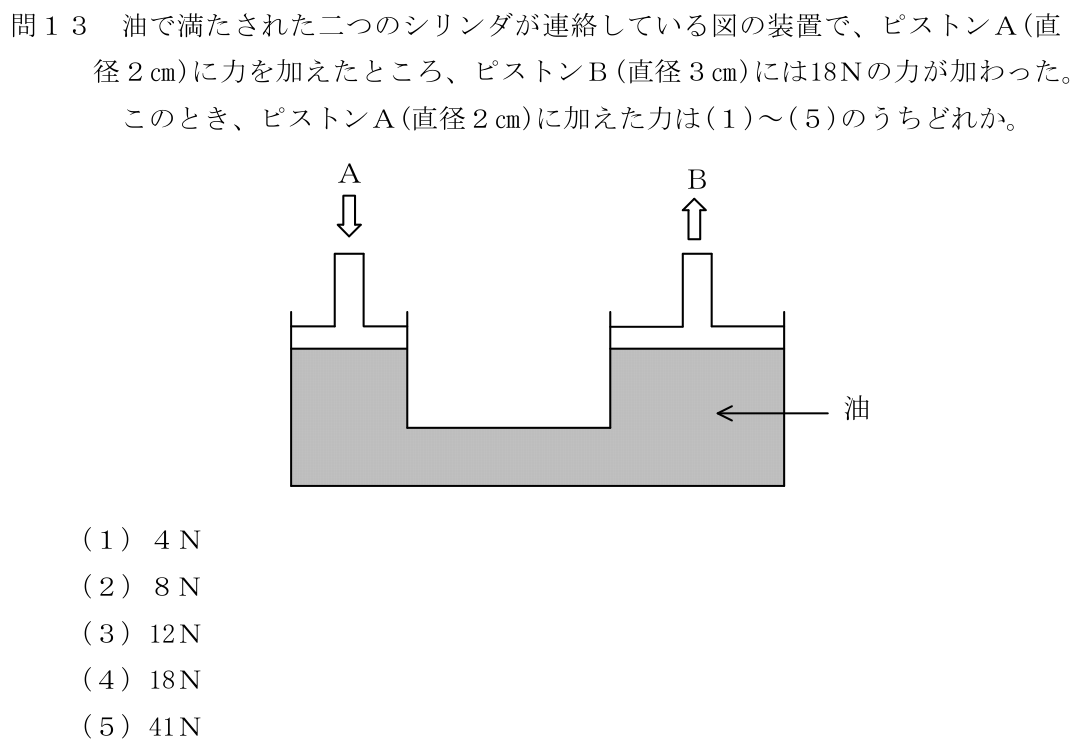 問１３　油で満たされた二つのシリンダが連絡している図の装置で、ピストンＡ(直
径２㎝)に力を加えたところ、ピストンＢ(直径３㎝)には18Ｎの力が加わった。
このとき、ピストンＡ(直径２㎝)に加えた力は(１)～(５)のうちどれか。
Ａ
Ｂ
油
(１) ４Ｎ
(２) ８Ｎ
(３) 12Ｎ
(４) 18Ｎ
(５) 41Ｎ